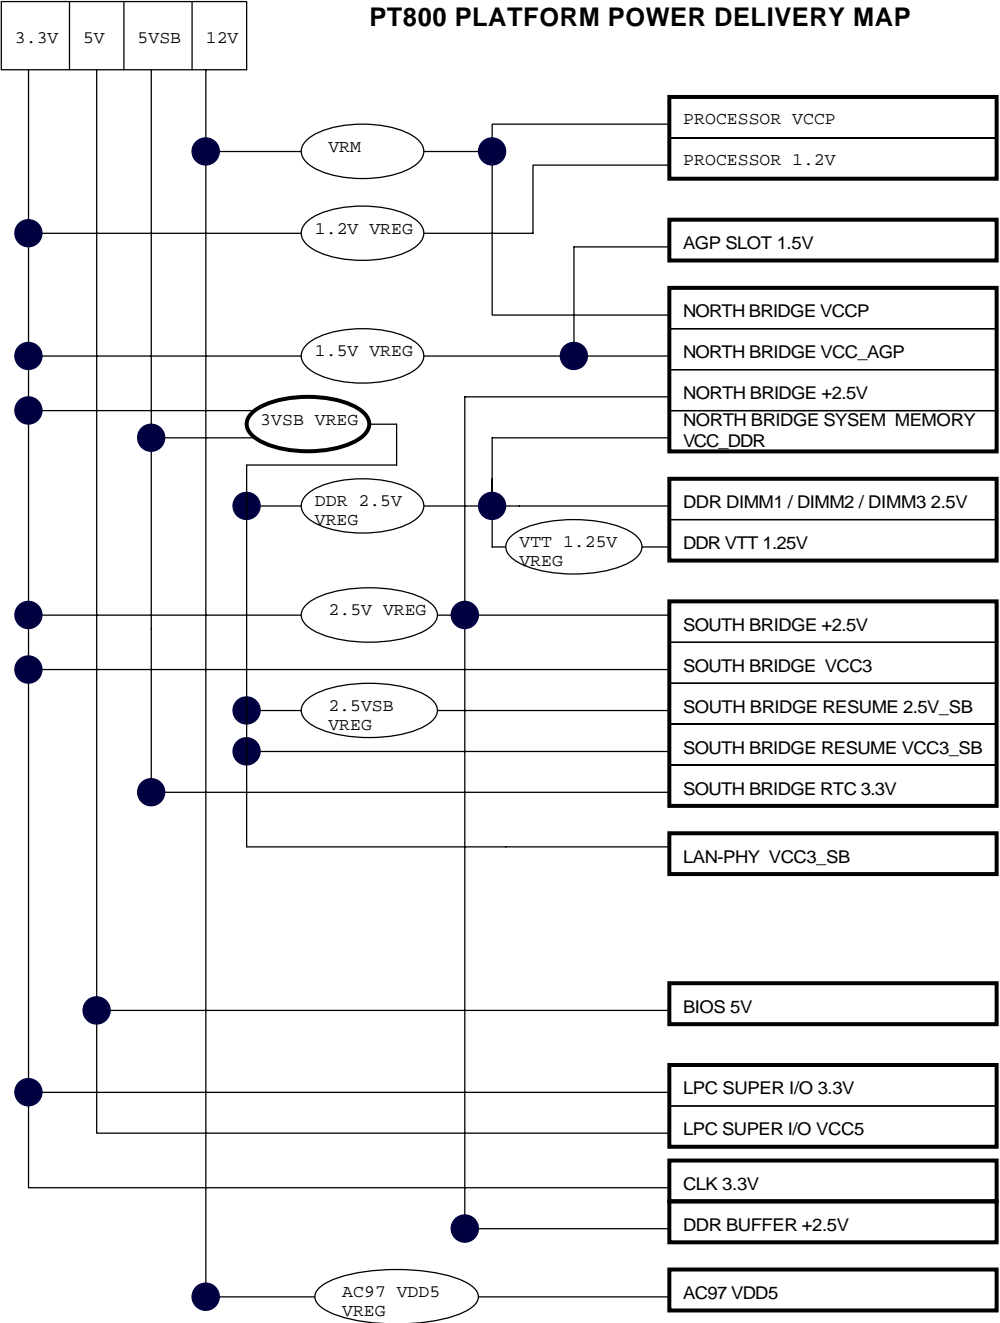 PT800 PLATFORM POWER DELIVERY MAP
3.3V 5V 5VSB 12V
PROCESSOR VCCP
VRM
PROCESSOR 1.2V
1.2V VREG
AGP SLOT 1.5V
NORTH BRIDGE VCCP
1.5V VREG
NORTH BRIDGE VCC_AGP
NORTH BRIDGE +2.5V
3VSB VREG
NORTH BRIDGE SYSEM MEMORY
VCC_DDR
DDR 2.5V
VREG
DDR DIMM1 / DIMM2 / DIMM3 2.5V
VTT 1.25V
VREG
DDR VTT 1.25V
2.5V VREG
SOUTH BRIDGE +2.5V
SOUTH BRIDGE VCC3
2.5VSB
VREG
SOUTH BRIDGE RESUME 2.5V_SB
SOUTH BRIDGE RESUME VCC3_SB
SOUTH BRIDGE RTC 3.3V
LAN-PHY VCC3_SB
BIOS 5V
LPC SUPER I/O 3.3V
LPC SUPER I/O VCC5
CLK 3.3V
DDR BUFFER +2.5V
AC97 VDD5
VREG
AC97 VDD5